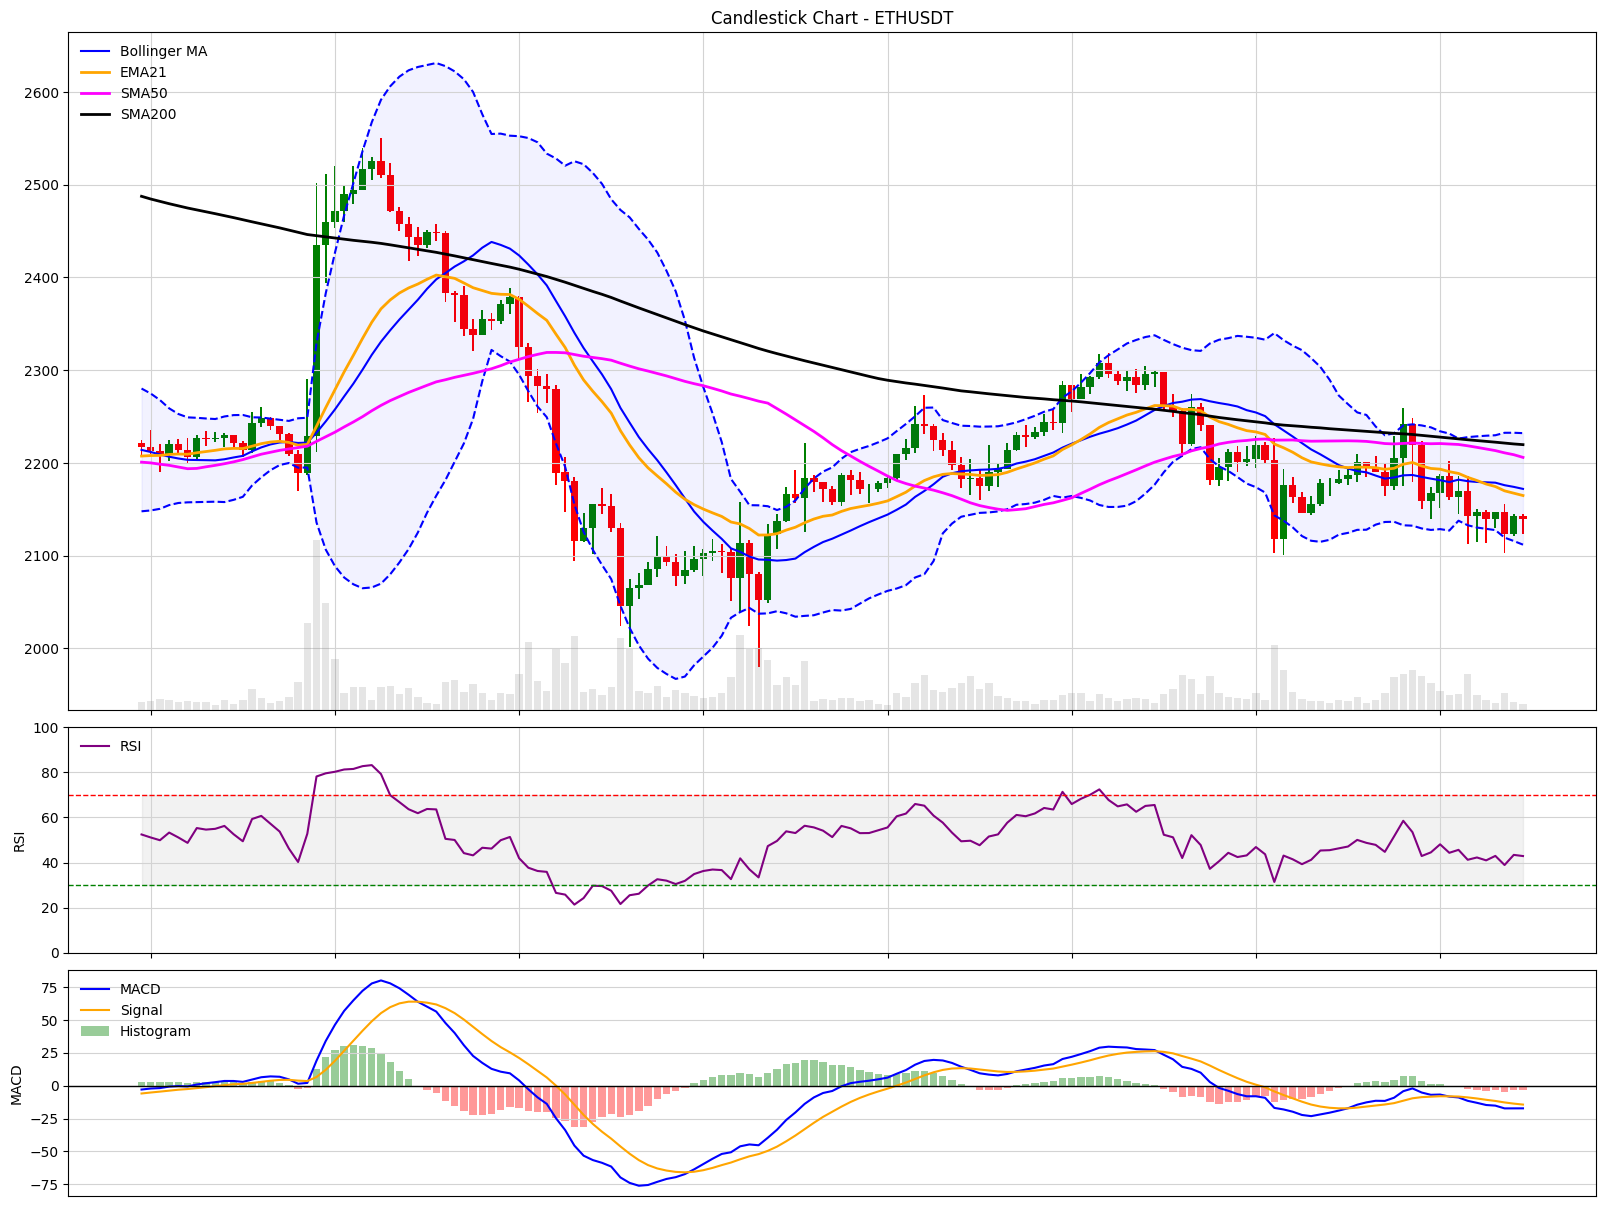 Candlestick Chart - ETHUSDT
Bollinger MA
EMA21
SMA50
SMA200
2600
2500
2400
2300
2200
2100
2000
RSI
100
80
60
40
20
0
RSI
MACD
Signal
Histogram
75
50
25
0
−25
−50
−75
MACD